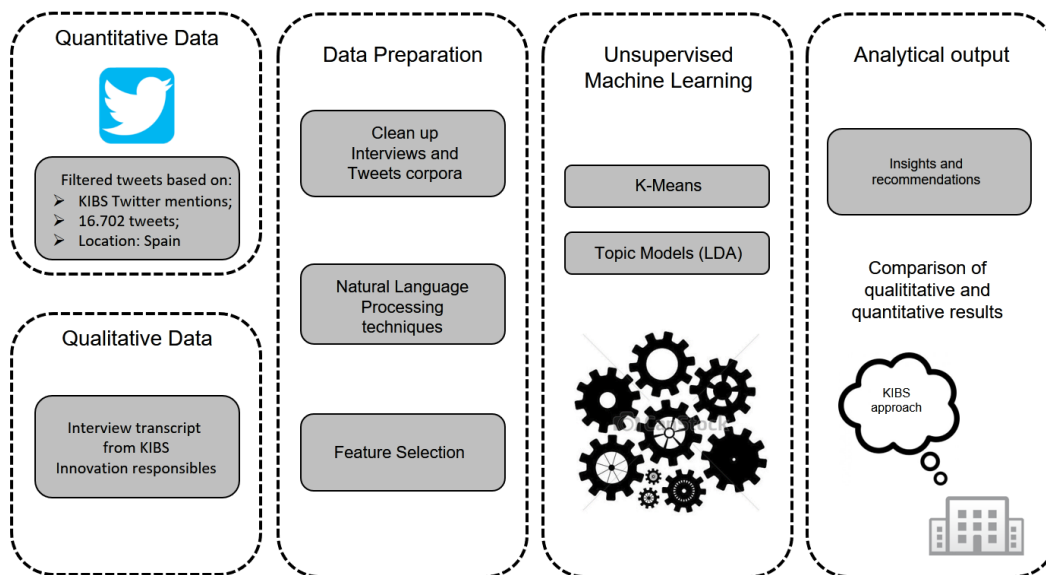 Quantitative Data
Filtered tweets based on:
➢ KIBS Twitter mentions;
➢ 16.702 tweets;
➢ Location: Spain
Qualitative Data
Interview transcript
from KIBS
Innovation responsibles
Data Preparation
Clean up
Interviews and
Tweets corpora
Natural Language
Processing
techniques
Feature Selection
Unsupervised
Machine Learning
K-Means
Topic Models (LDA)
CanStock
Analytical output
Insights and
recommendations
Comparison of
qualititative and
quantitative results
KIBS
approach